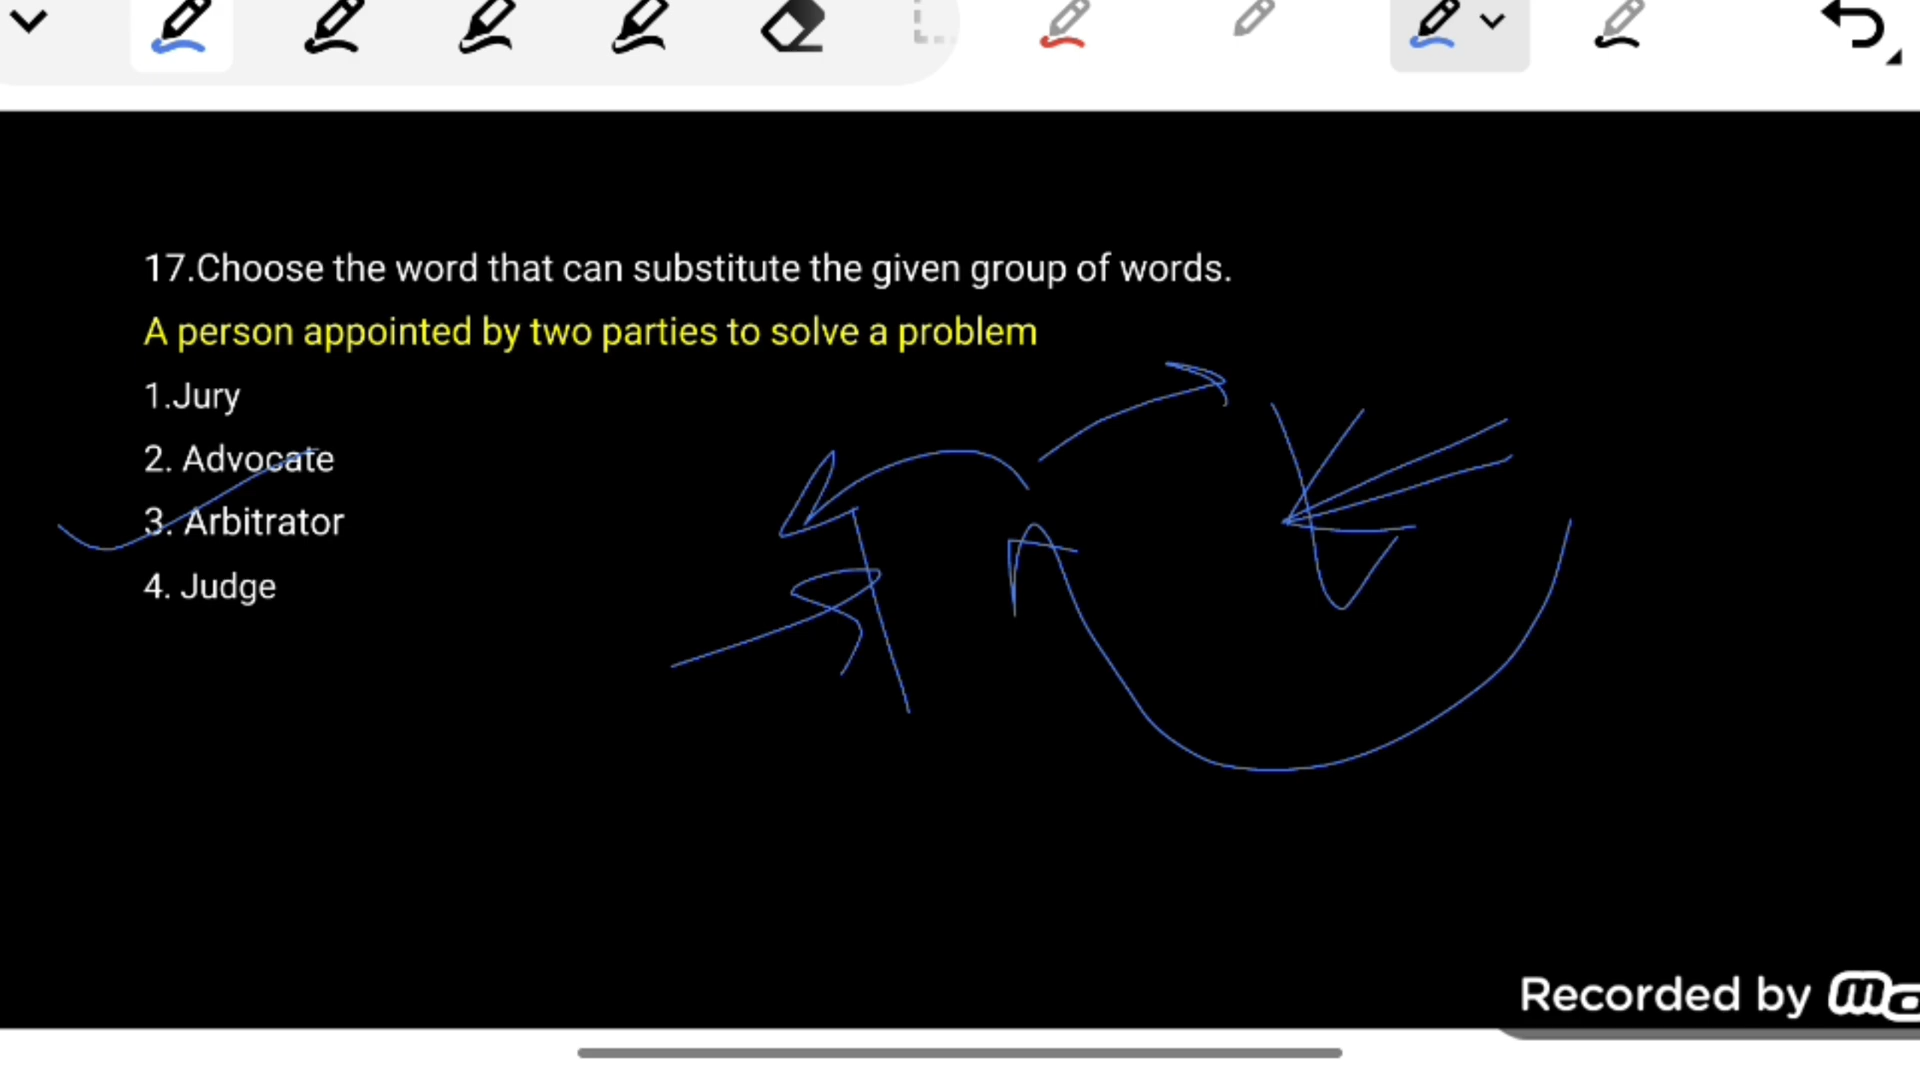 17.Choose the word that can substitute the given group of words.
A person appointed by two parties to solve a problem
1.Jury
2. Advocate
3. Arbitrator
4. Judge
Recorded by